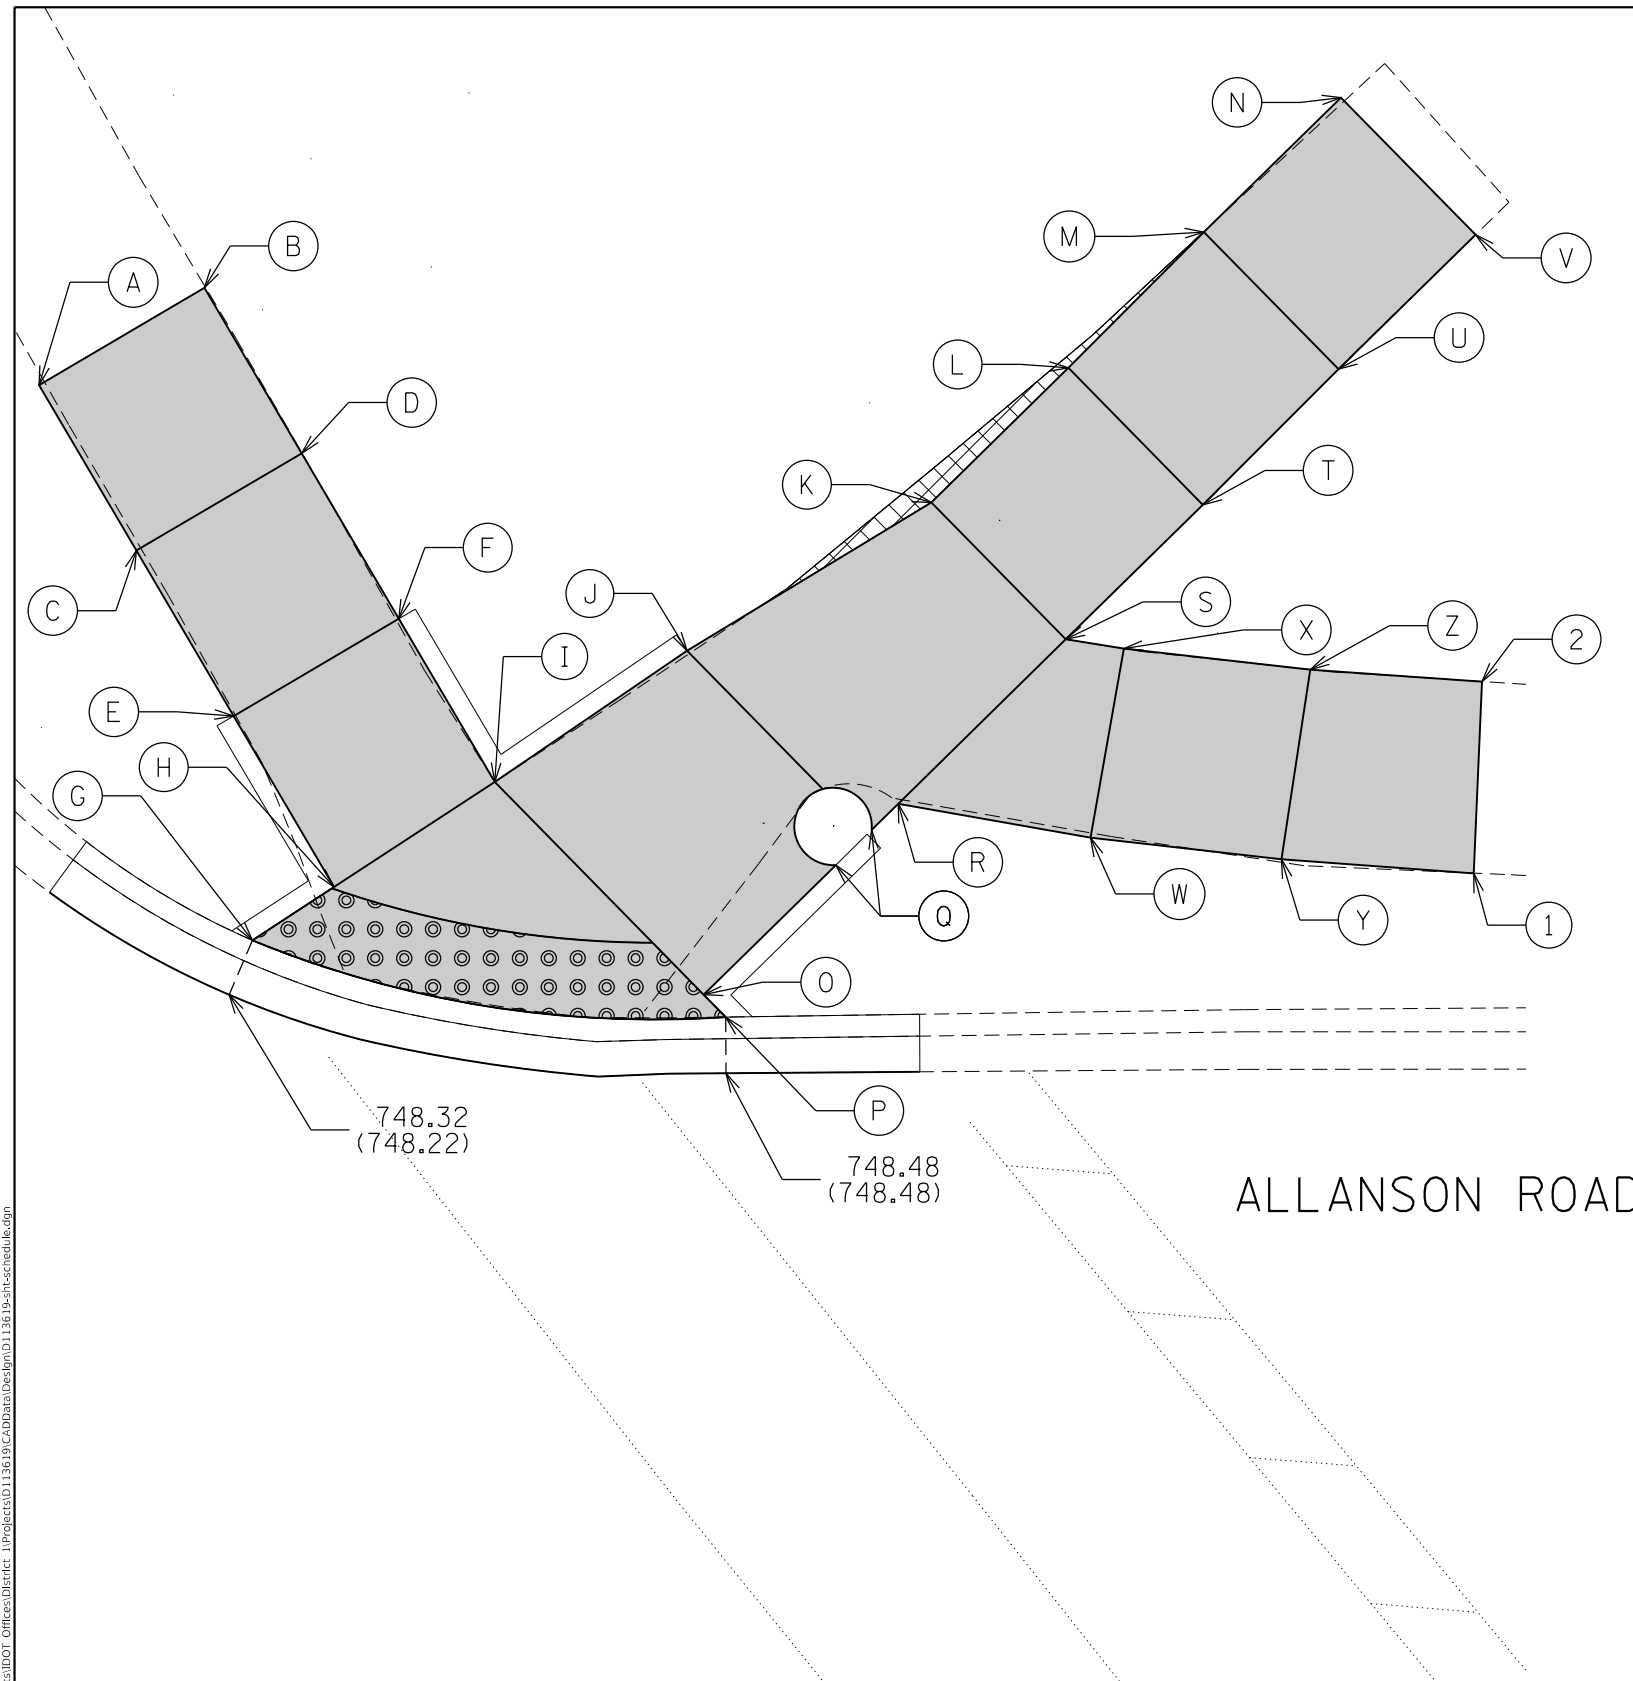 N
B
M
V
A
U
L
D
T
K
F
J
S
C
X
Z
2
I
E
H
G
R
W
Q
Y
1
O
P
748.32
(748.22)
748.48
(748.48)
ALLANSON ROAD
ts\IDOT Offices\District 1\Projects\D113619\CADData\Design\D113619-sht-schedule.dgn